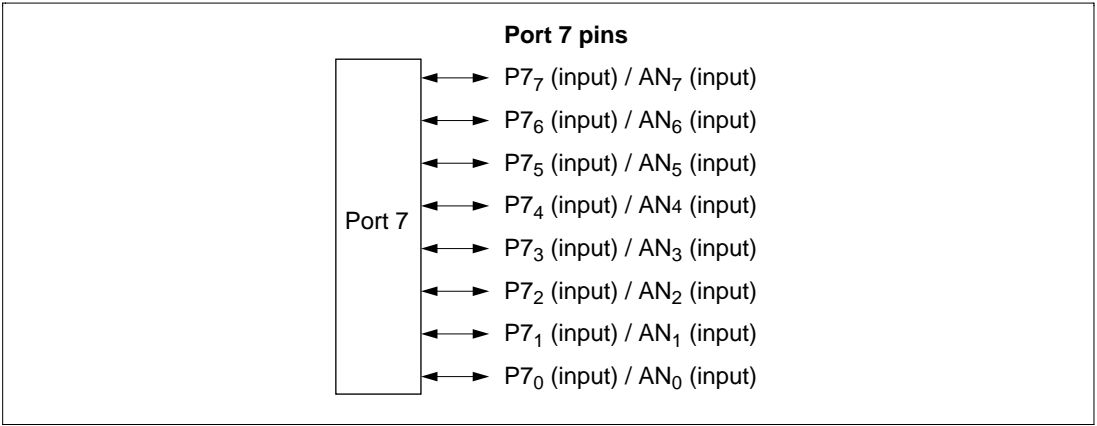 Port 7 pins
P7₇ (input) / AN₇ (input)
P7₆ (input) / AN₆ (input)
P7₅ (input) / AN₅ (input)
P7₄ (input) / AN4 (input)
Port 7
P7₃ (input) / AN₃ (input)
P7₂ (input) / AN₂ (input)
P7₁ (input) / AN₁ (input)
P7₀ (input) / AN₀ (input)